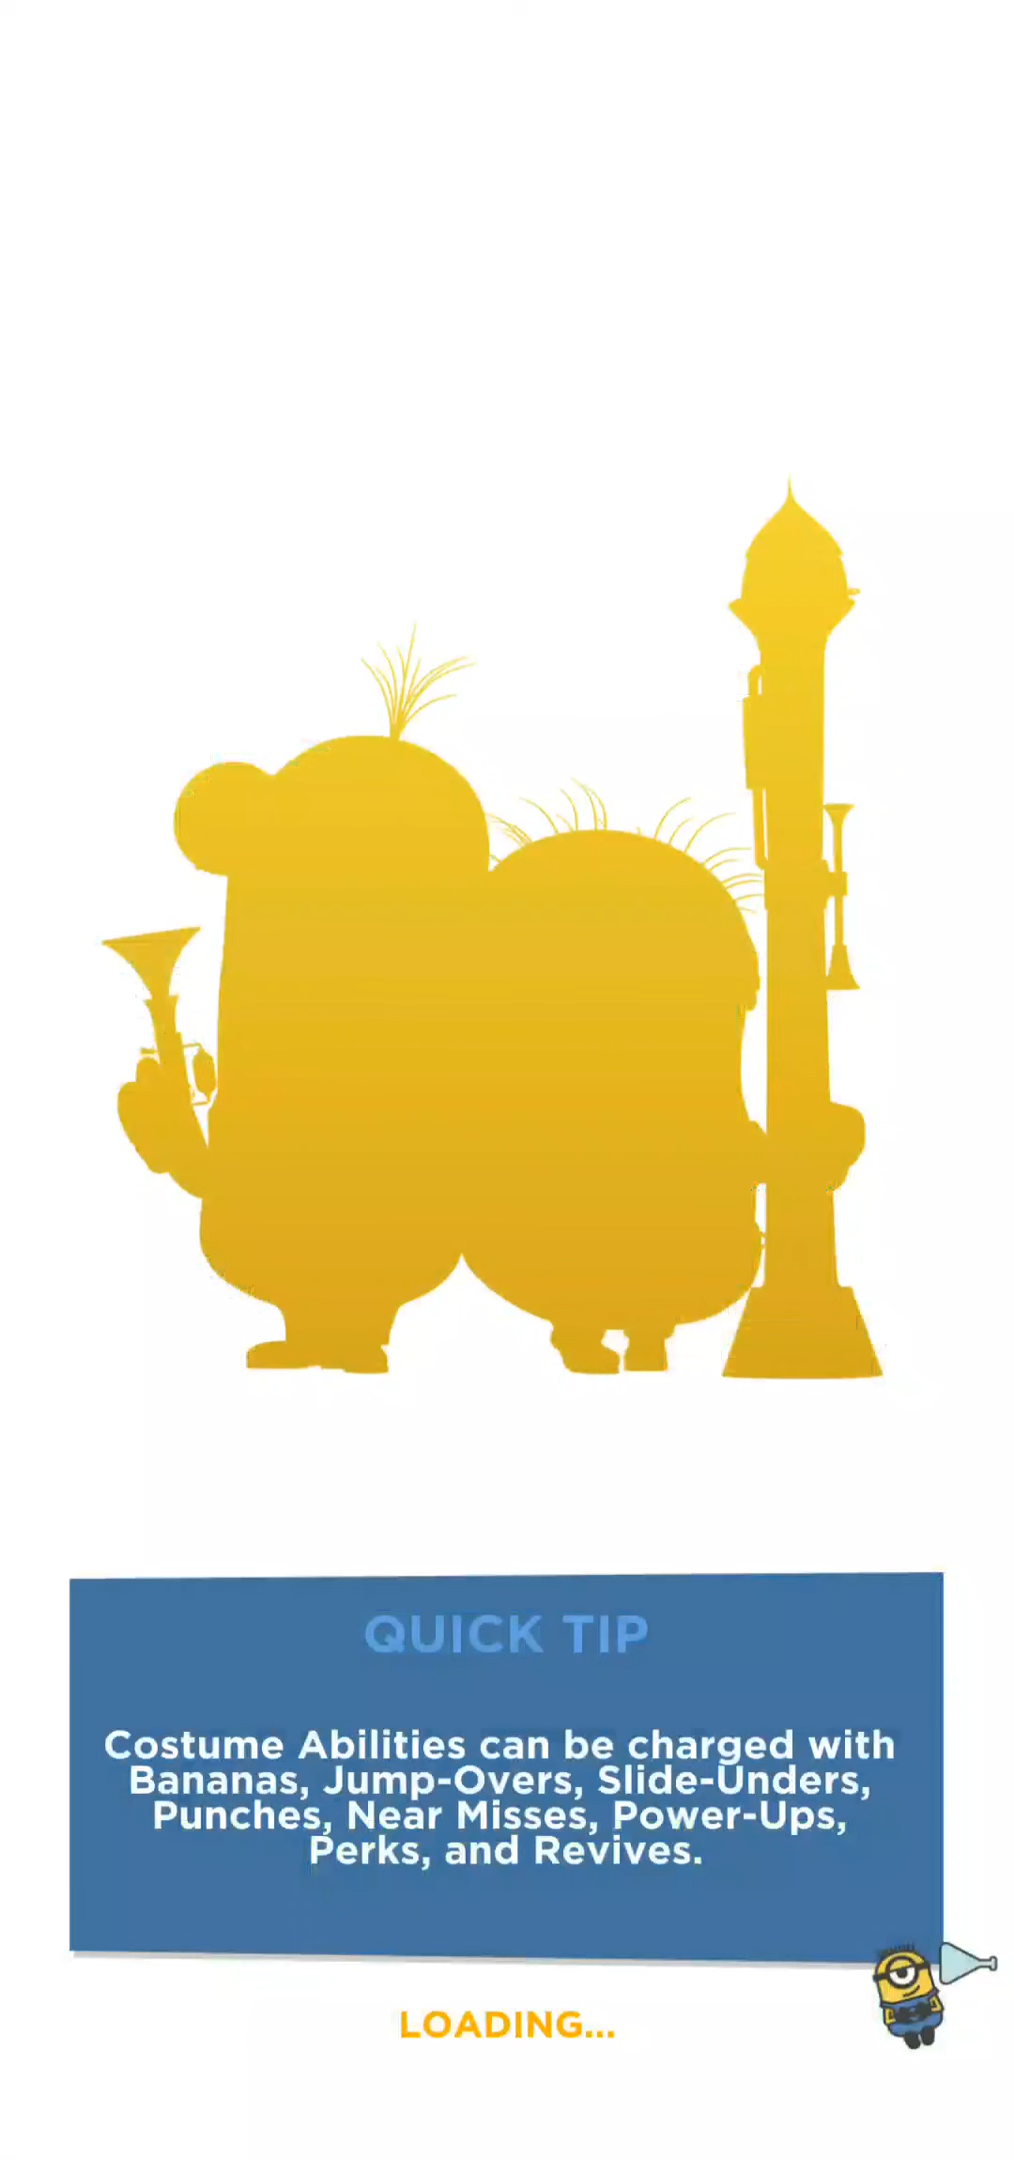 QUICK TIP
Costume Abilities can be charged with
Bananas, Jump-Overs, Slide-Unders,
Punches, Near Misses, Power-Ups,
Perks, and Revives.
LOADING...